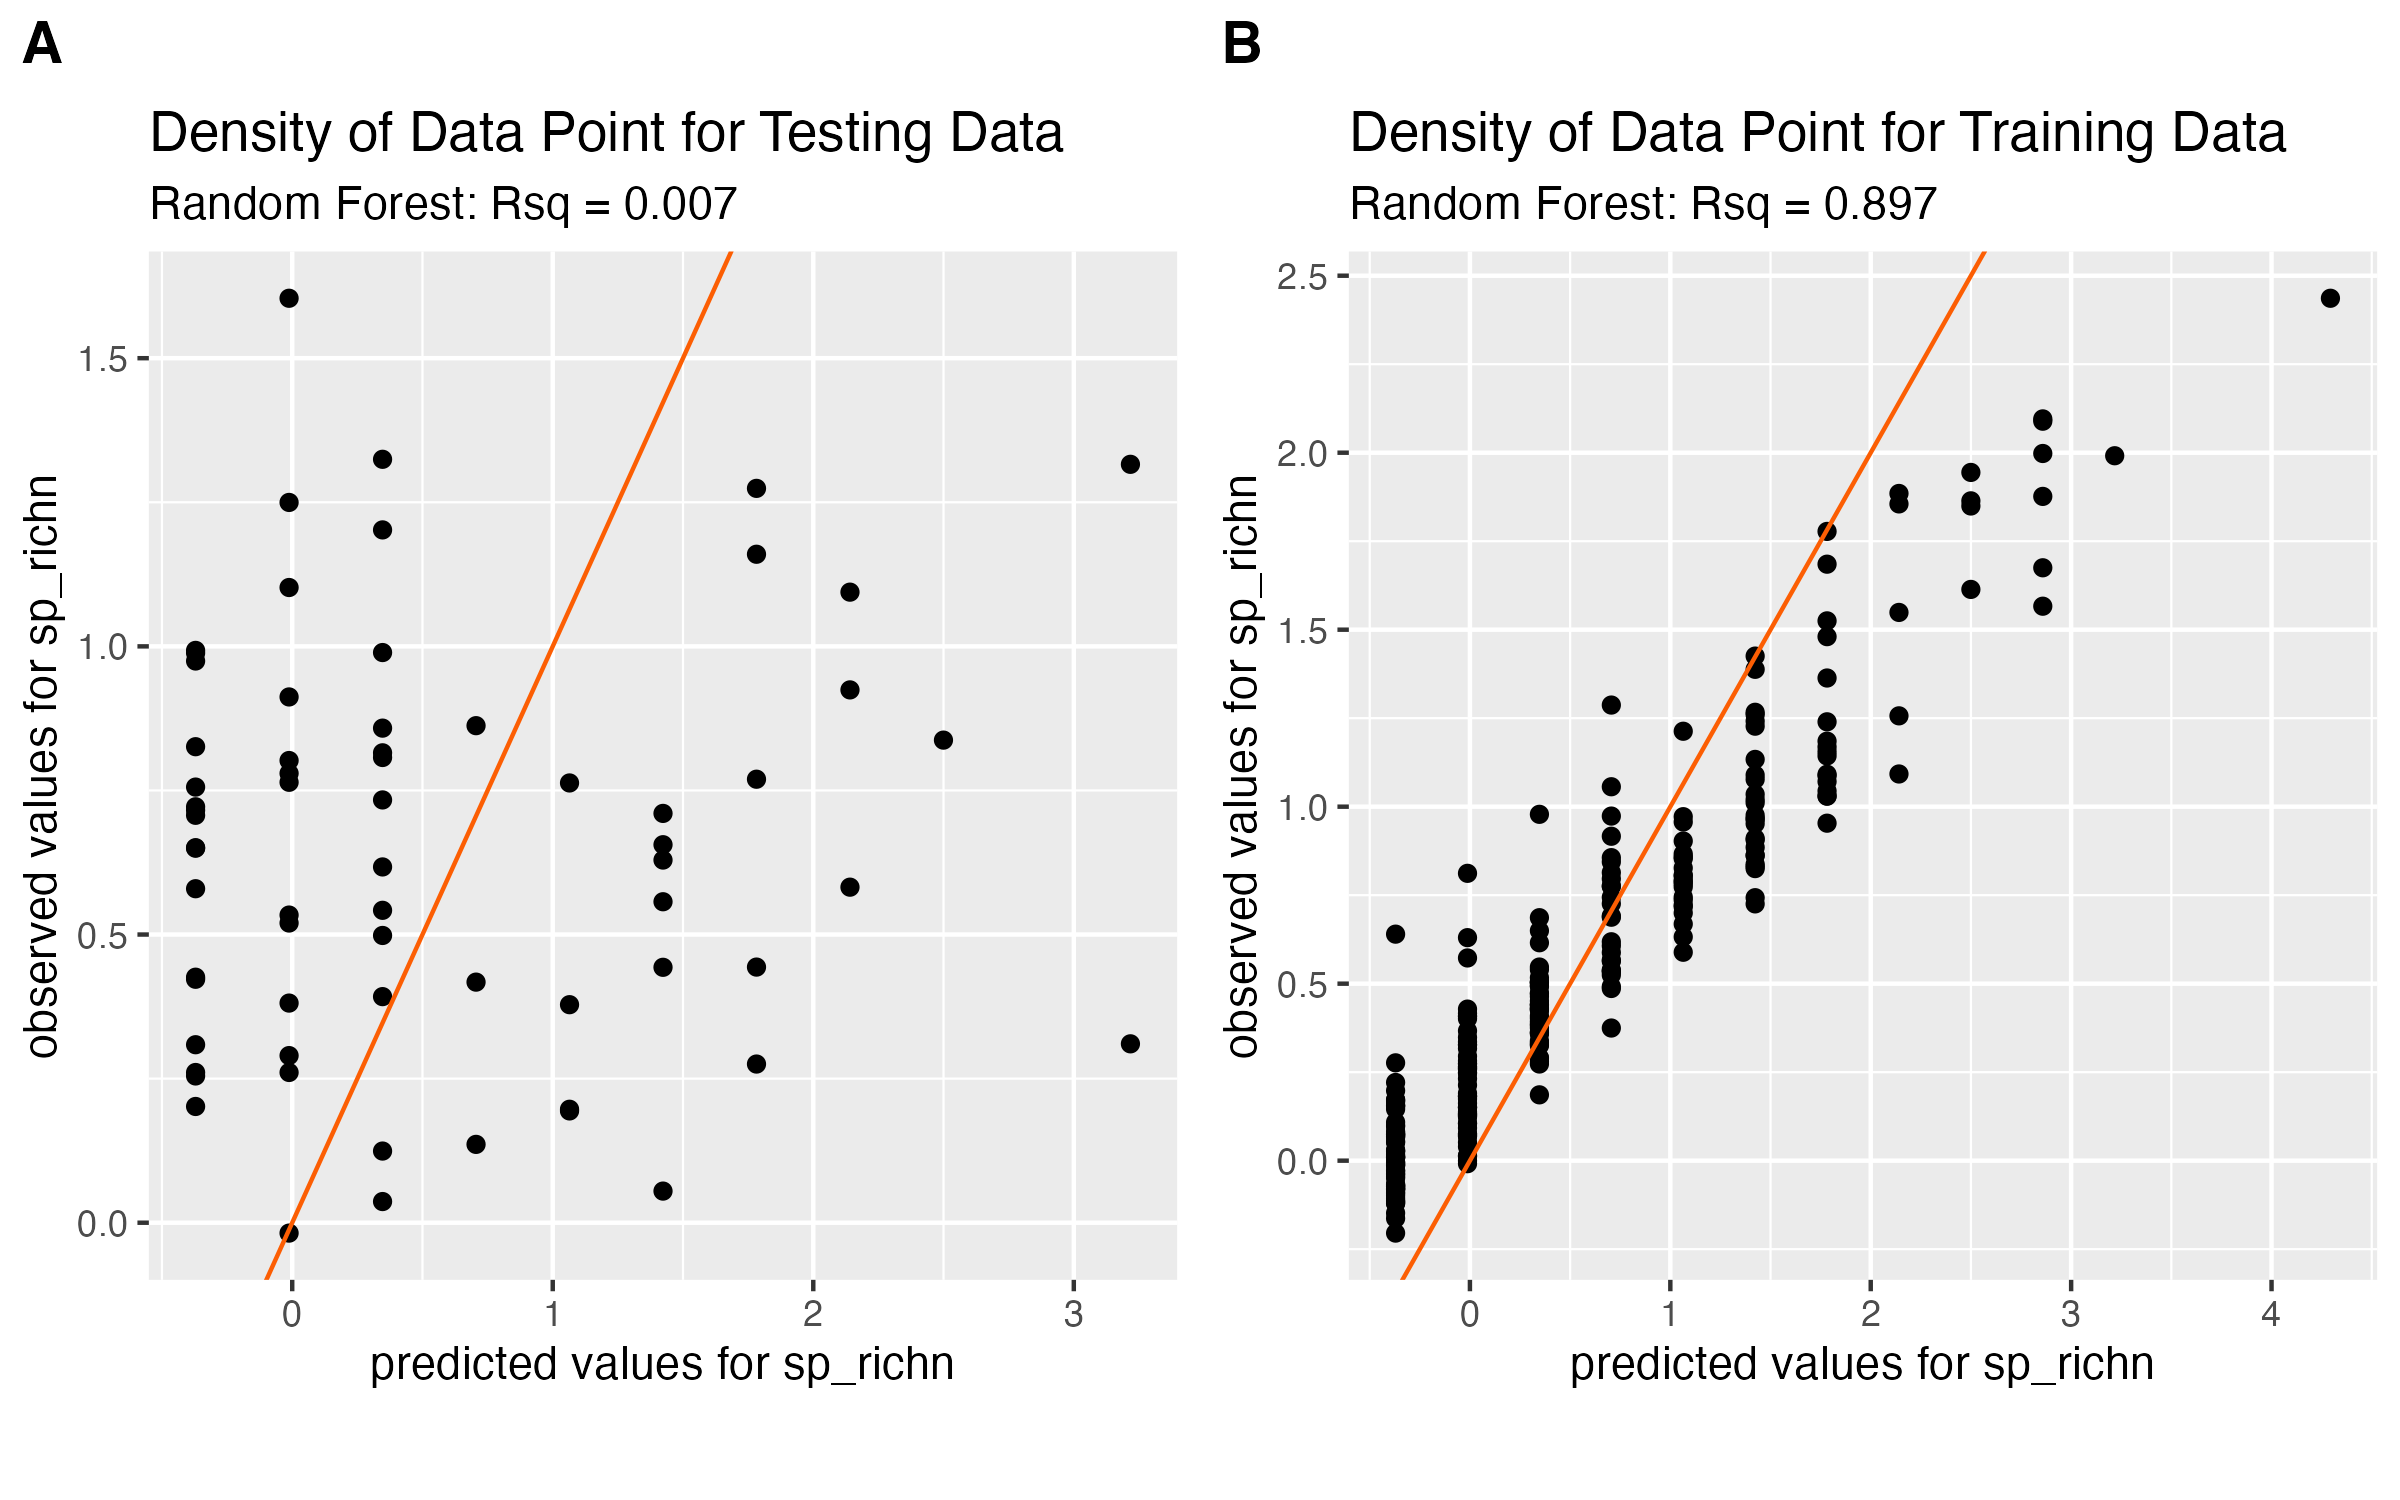 A
Density of Data Point for Testing Data
Random Forest: Rsq = 0.007
observed values for sp_richn
1.5
1.0
0.5
0.0
0 1 2 3
predicted values for sp_richn
B
Density of Data Point for Training Data
Random Forest: Rsq = 0.897
observed values for sp_richn
2.5
2.0
1.5
1.0
0.5
0.0
0 1 2 3 4
predicted values for sp_richn